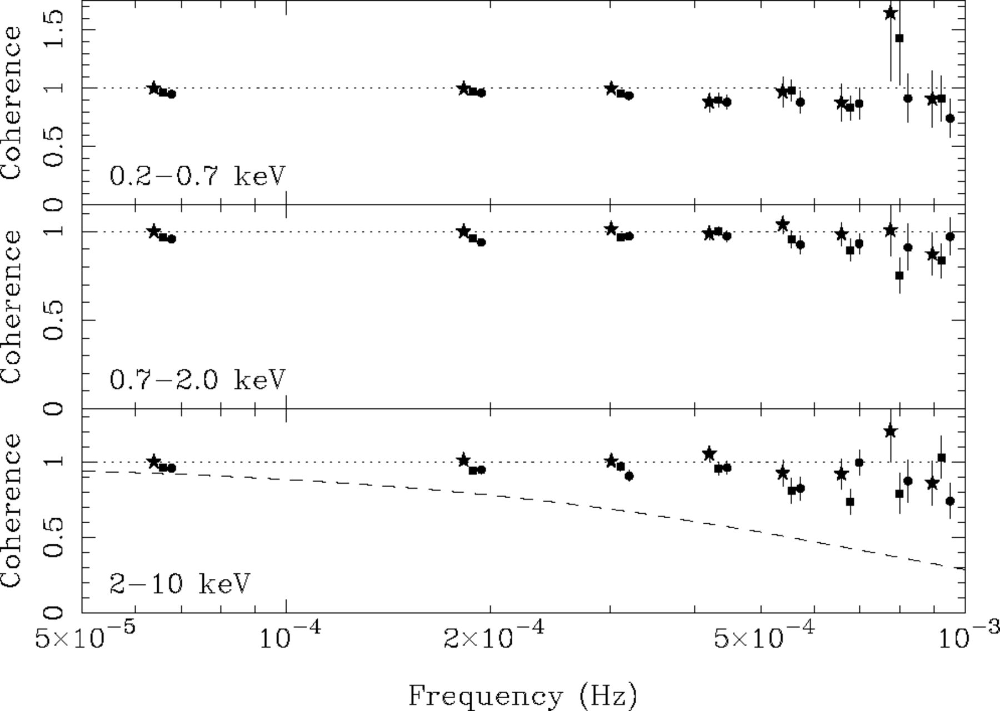 Coherence
1.5
1
0.5
0
0.2−0.7 keV
Coherence
1
0.5
0
0.7−2.0 keV
Coherence
1
0.5
0
2−10 keV
5×10⁻⁵ 10⁻⁴ 2×10⁻⁴ 5×10⁻⁴ 10⁻³
Frequency (Hz)